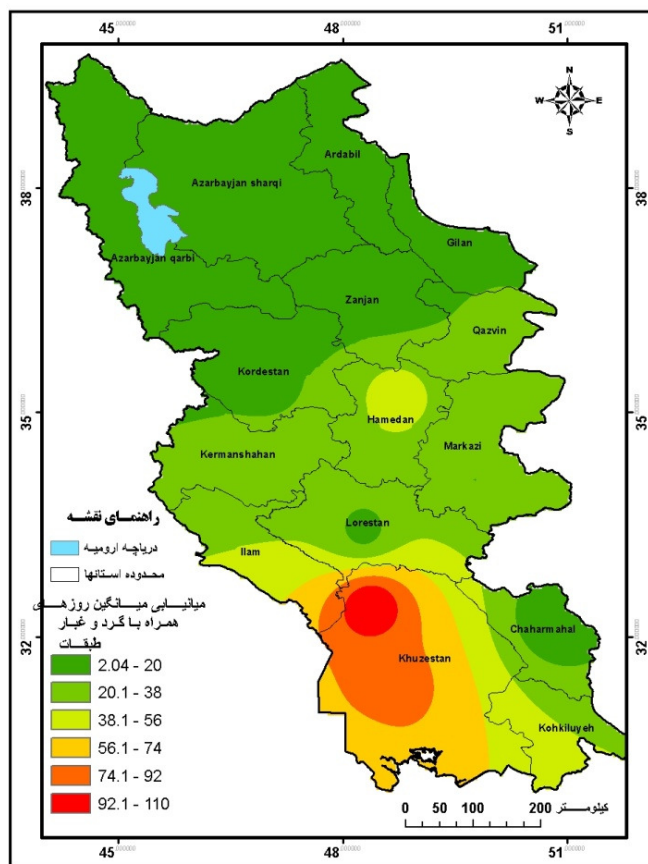 45 48 51
N
W E
S
38
35
32
Ardabil
Azarbayjan sharqi
Gilan
Azarbayjan qarbi
Zanjan
Qazvin
Kordestan
Hamedan
Markazi
Kermanshahan
Lorestan
Ilam
Chaharmahal
Khuzestan
Kohkiluyeh
راهنمای نقشه
دریاچه ارومیه
محدوده استانها
میانیابی میانگین روزهای
همراه با گرد و غبار
طبقات
2.04 - 20
20.1 - 38
38.1 - 56
56.1 - 74
74.1 - 92
92.1 - 110
0 50 100 200 کیلومتر
38
35
32
45 48 51